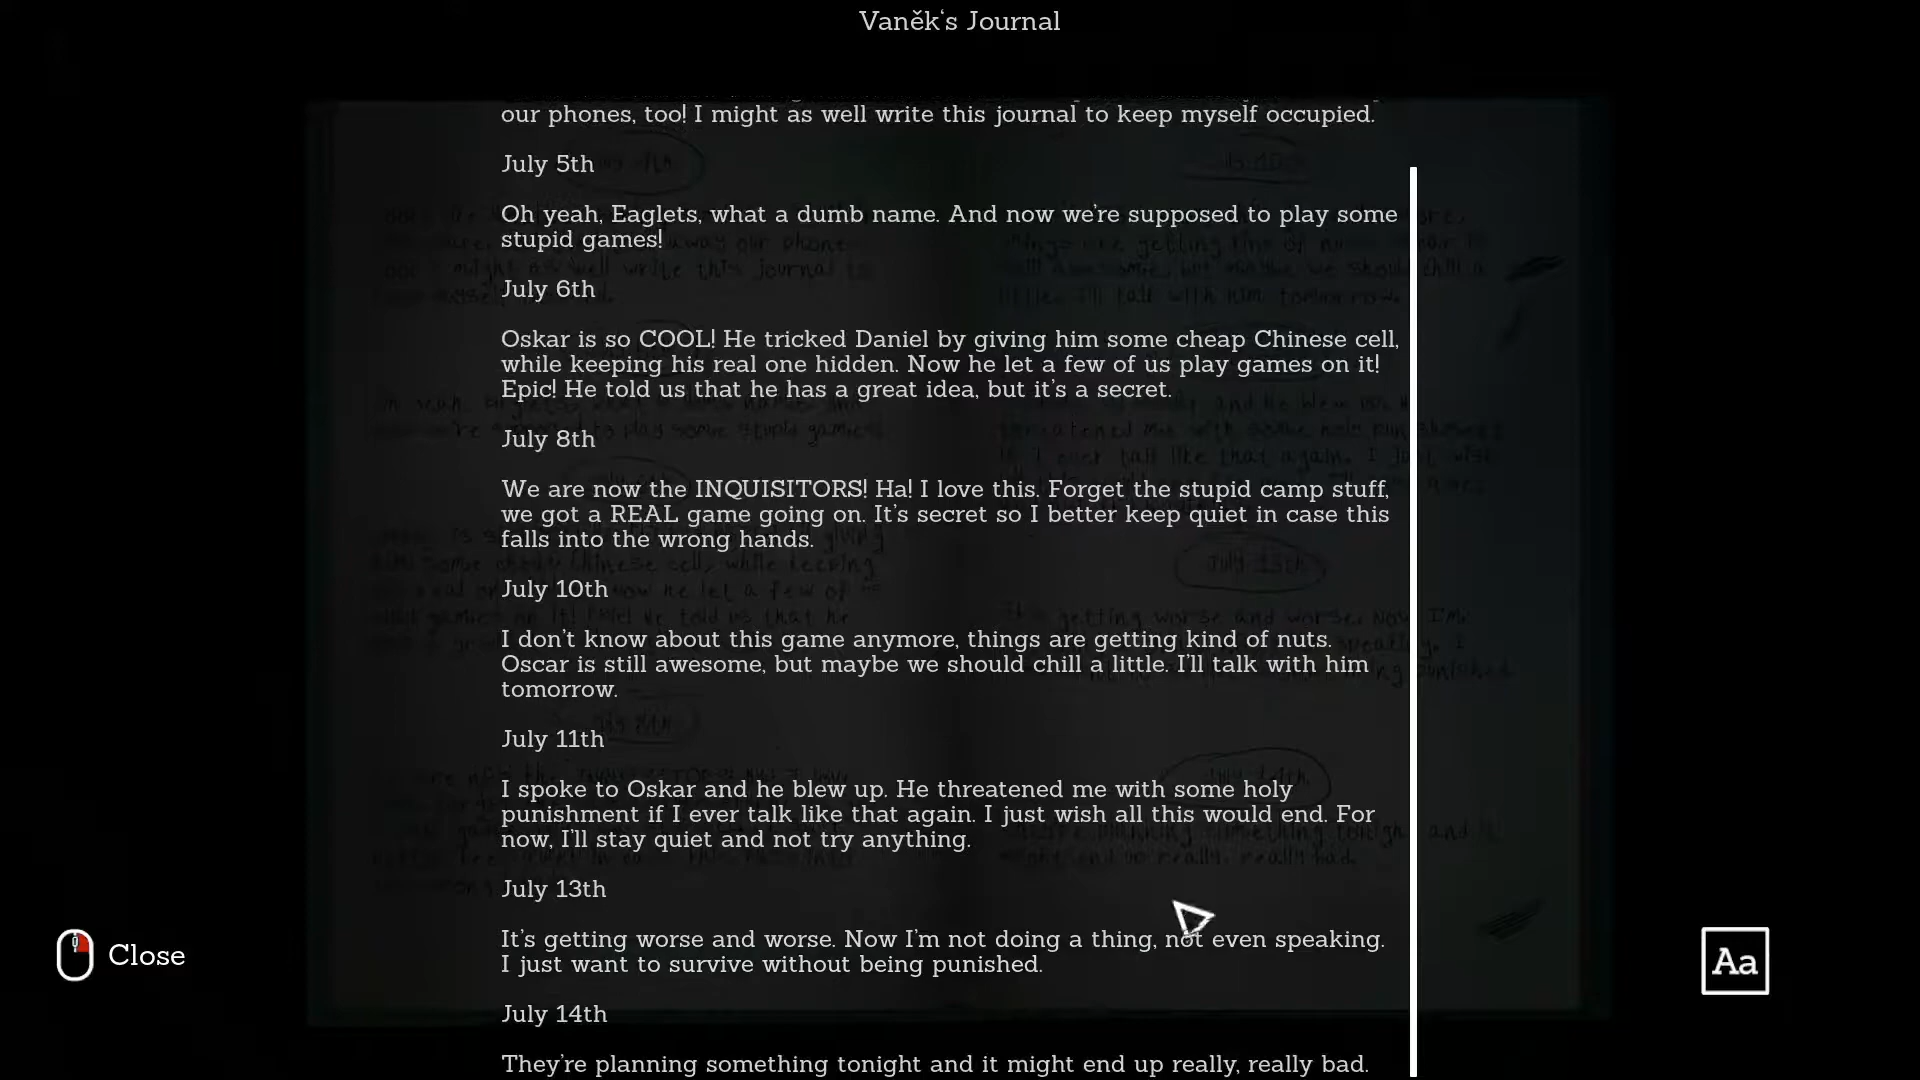 Vaněk‘s Journal
our phones, too! I might as well write this journal to keep myself occupied.
July 5th
Oh yeah, Eaglets, what a dumb name. And now we're supposed to play some
stupid games!
July 6th
Oskar is so COOL! He tricked Daniel by giving him some cheap Chinese cell,
while keeping his real one hidden. Now he let a few of us play games on it!
Epic! He told us that he has a great idea, but it's a secret.
July 8th
We are now the INQUISITORS! Ha! I love this. Forget the stupid camp stuff,
we got a REAL game going on. It's secret so I better keep quiet in case this
falls into the wrong hands.
July 10th
I don't know about this game anymore, things are getting kind of nuts.
Oscar is still awesome, but maybe we should chill a little. I'll talk with him
tomorrow.
July 11th
I spoke to Oskar and he blew up. He threatened me with some holy
punishment if I ever talk like that again. I just wish all this would end. For
now, I'll stay quiet and not try anything.
July 13th
It's getting worse and worse. Now I'm not doing a thing, not even speaking.
I just want to survive without being punished.
July 14th
They're planning something tonight and it might end up really, really bad.
Close
Aa